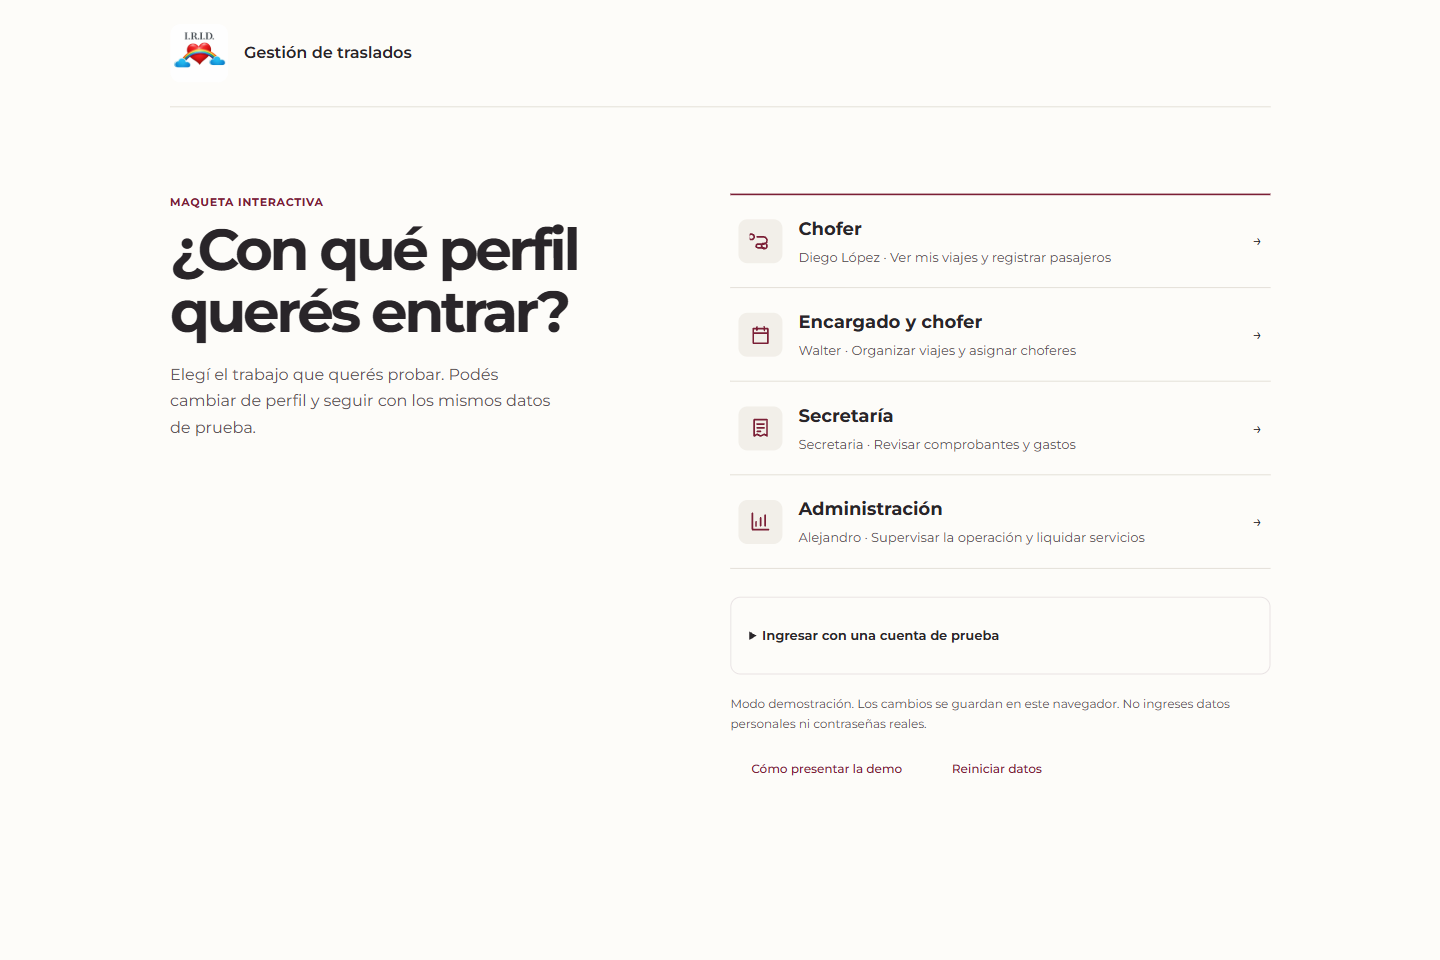 I.R.I.D.
Gestión de traslados
MAQUETA INTERACTIVA
¿Con qué perfil
querés entrar?
Elegí el trabajo que querés probar. Podés
cambiar de perfil y seguir con los mismos datos
de prueba.
Chofer
Diego López · Ver mis viajes y registrar pasajeros
→
Encargado y chofer
Walter · Organizar viajes y asignar choferes
→
Secretaría
Secretaria · Revisar comprobantes y gastos
→
Administración
Alejandro · Supervisar la operación y liquidar servicios
→
Ingresar con una cuenta de prueba
Modo demostración. Los cambios se guardan en este navegador. No ingreses datos
personales ni contraseñas reales.
Cómo presentar la demo
Reiniciar datos